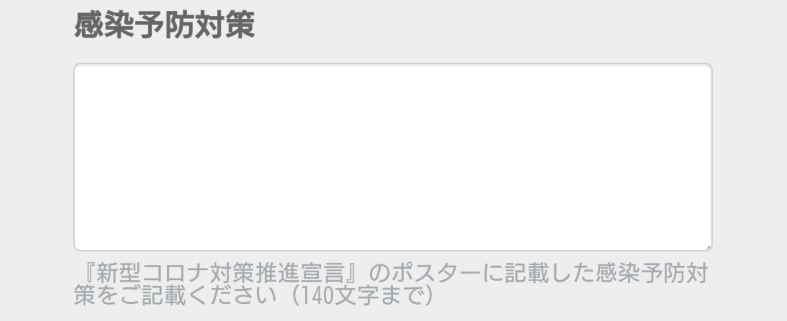 感染予防対策
『新型コロナ対策推進宣言』のポスターに記載した感染予防対
策をご記載ください（140文字まで）